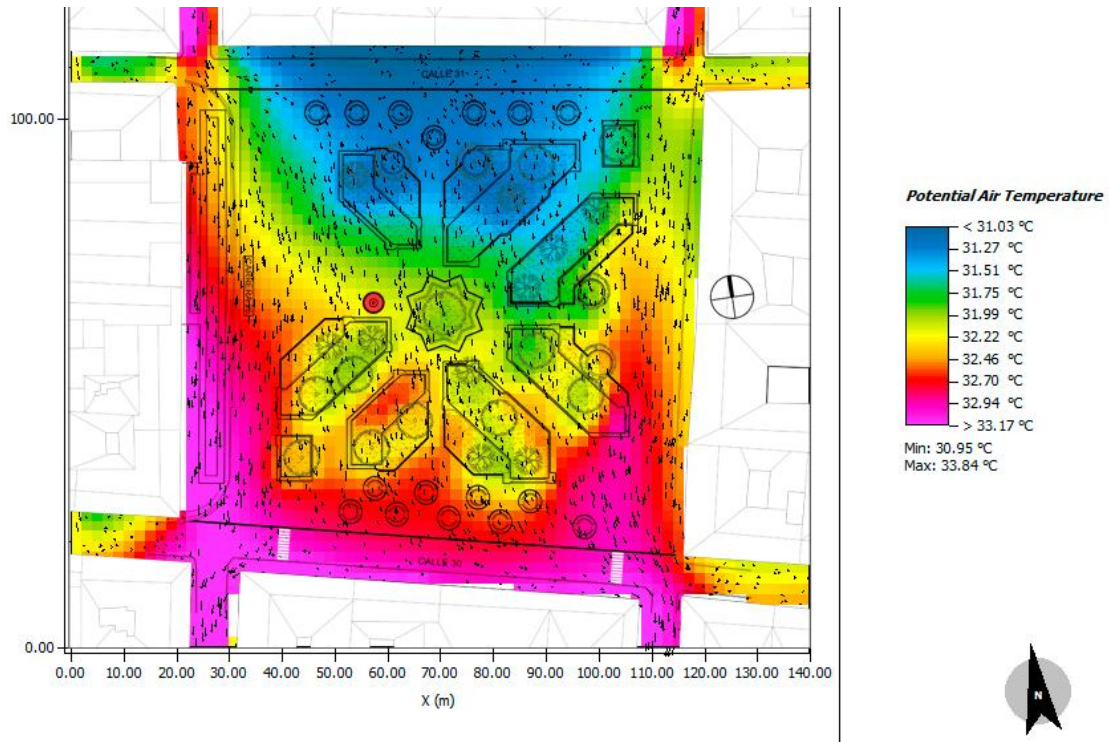 CALLE 31
100.00
CALLE 30
0.00
0.00 10.00 20.00 30.00 40.00 50.00 60.00 70.00 80.00 90.00 100.00 110.00 120.00 130.00 140.00
X (m)
Potential Air Temperature
< 31.03 °C
31.27 °C
31.51 °C
31.75 °C
31.99 °C
32.22 °C
32.46 °C
32.70 °C
32.94 °C
> 33.17 °C
Min: 30.95 °C
Max: 33.84 °C
N